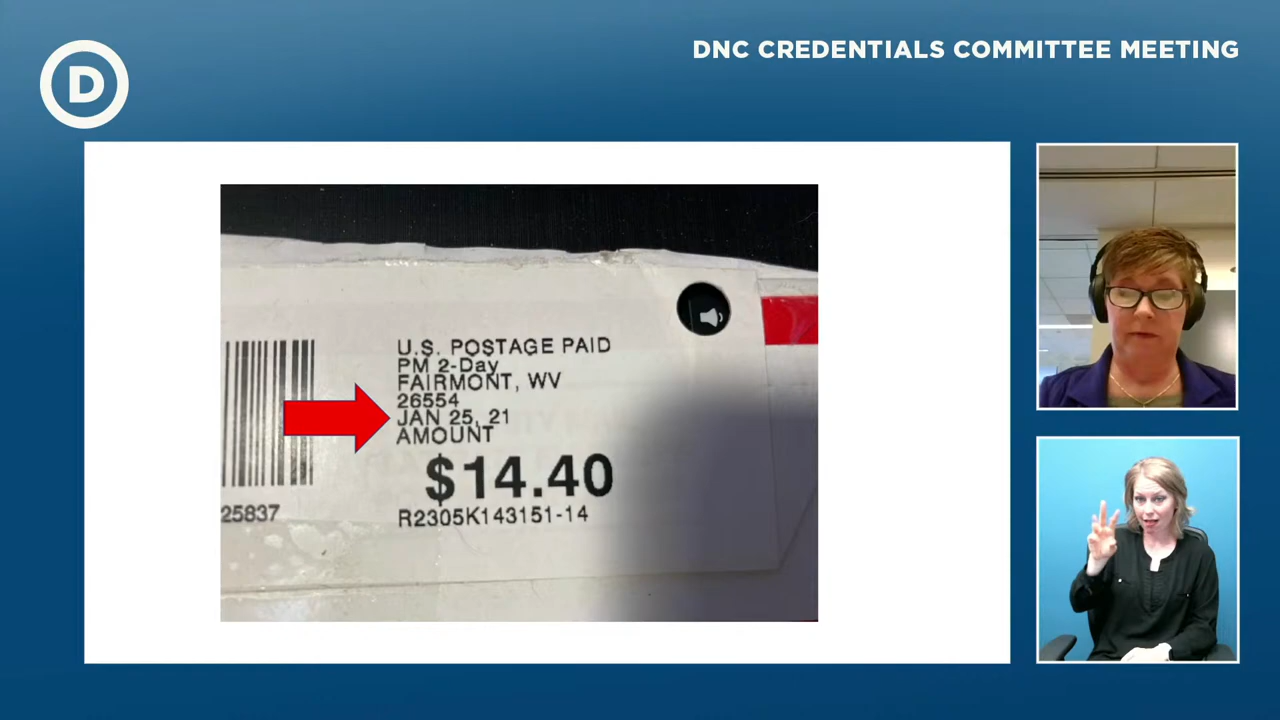 D
DNC CREDENTIALS COMMITTEE MEETING
U.S. POSTAGE PAID
PM 2-Day
FAIRMONT, WV
26554
JAN 25, 21
AMOUNT
$14.40
25837
R2305K143151-14